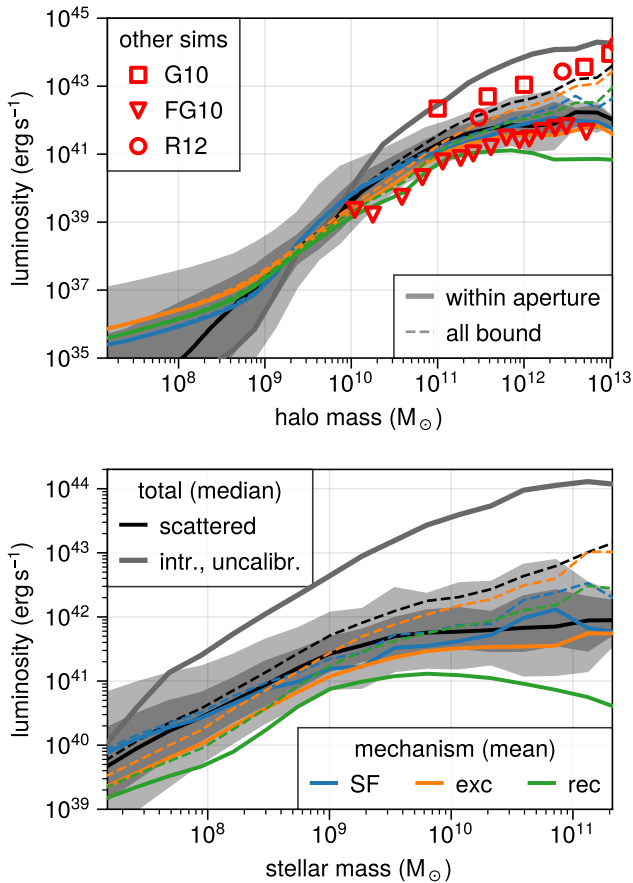 10^45
10^43
10^41
10^39
10^37
10^35
luminosity (erg s^−1)
other sims
G10
FG10
R12
within aperture
all bound
10^8 10^9 10^10 10^11 10^12 10^13
halo mass (M_⊙)
10^44
10^43
10^42
10^41
10^40
10^39
luminosity (erg s^−1)
total (median)
scattered
intr., uncalibr.
mechanism (mean)
SF exc rec
10^8 10^9 10^10 10^11
stellar mass (M_⊙)